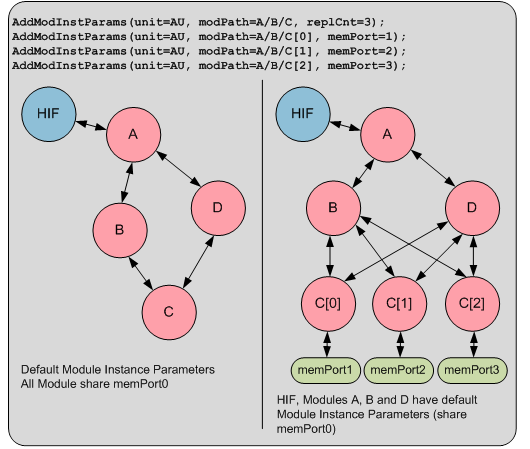 AddModInstParams(unit=AU, modPath=A/B/C, replCnt=3);
AddModInstParams(unit=AU, modPath=A/B/C[0], memPort=1);
AddModInstParams(unit=AU, modPath=A/B/C[1], memPort=2);
AddModInstParams(unit=AU, modPath=A/B/C[2], memPort=3);
HIF
A
B
D
C
Default Module Instance Parameters
All Module share memPort0
HIF
A
B
D
C[0]
C[1]
C[2]
memPort1
memPort2
memPort3
HIF, Modules A, B and D have default
Module Instance Parameters (share
memPort0)